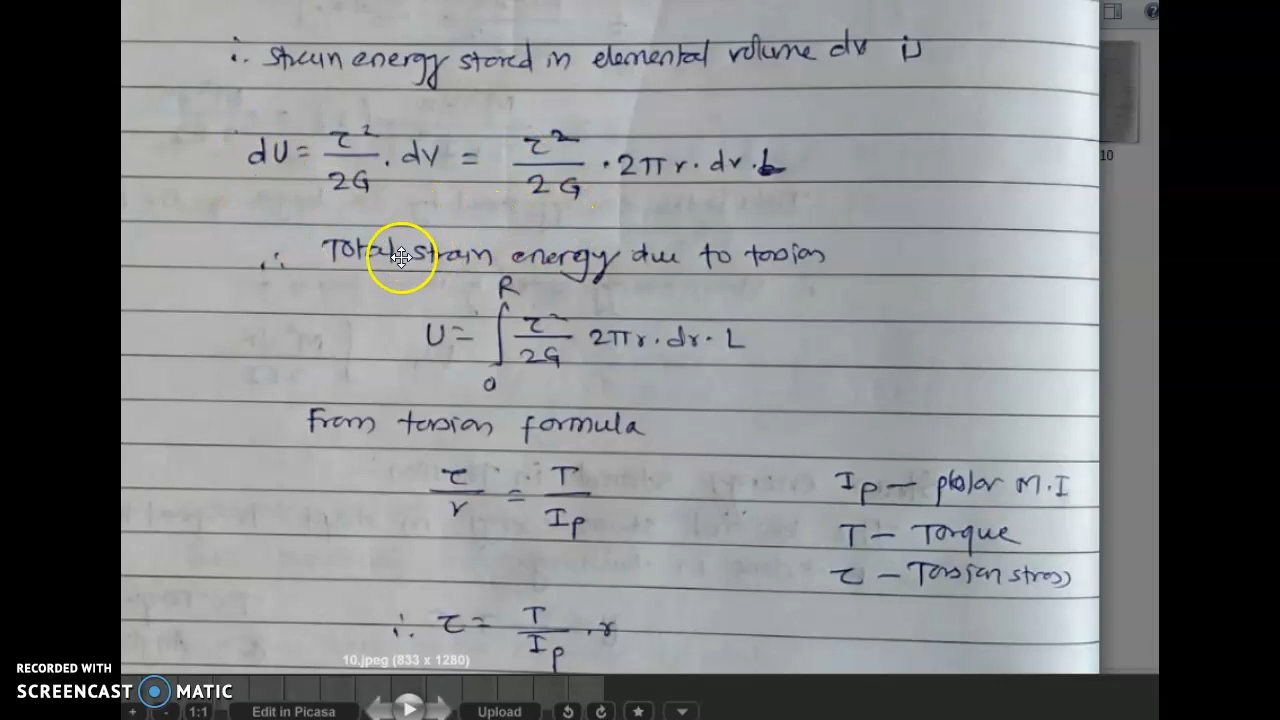 ∴ strain energy stored in elemental volume dv is
dU = τ²/2G . dV = τ²/2G · 2πr. dr. L
∴ Total strain energy due to torsion
U = ∫₀ᴿ τ²/2G 2πr. dr. L
From torsion formula
τ/r = T/Ip
Ip – polar M.I
T – Torque
τ – Torsion stress
∴ τ = T/Ip .r
10.jpeg (833 x 1280)
10
RECORDED WITH
SCREENCAST MATIC
+ - 1:1 Edit in Picasa Upload